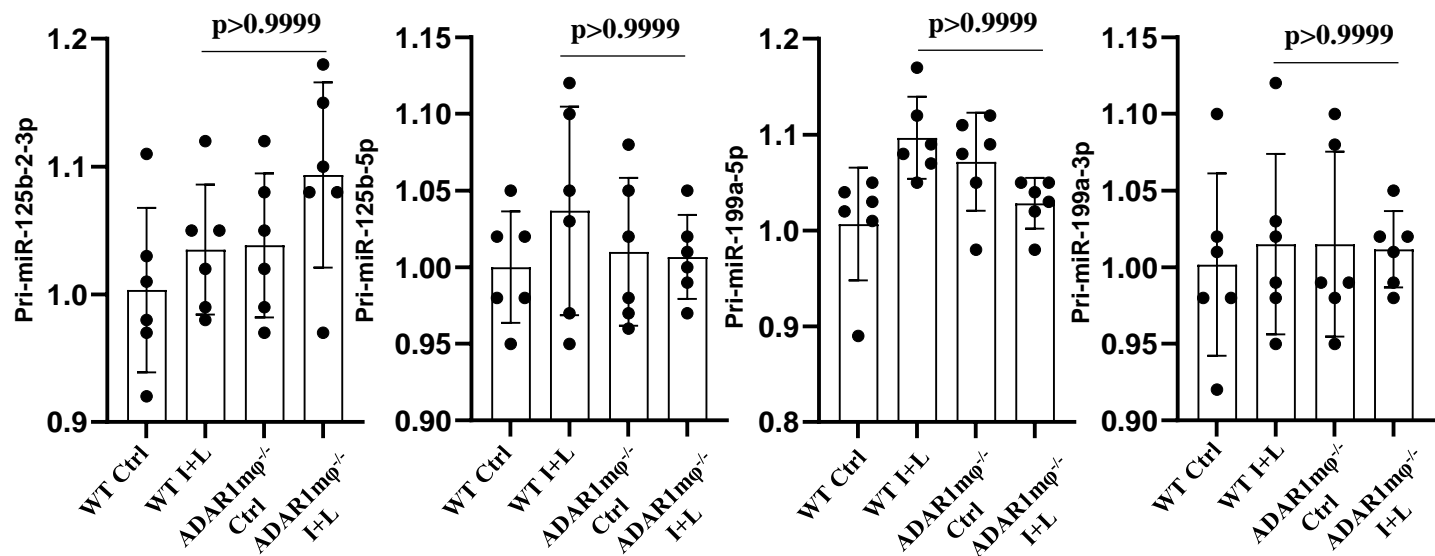 p>0.9999
Pri-miR-125b-2-3p
1.2
1.1
1.0
0.9
WT Ctrl
WT I+L
ADAR1mφ-/-
Ctrl
ADAR1mφ-/-
I+L
p>0.9999
Pri-miR-125b-5p
1.15
1.10
1.05
1.00
0.95
0.90
WT Ctrl
WT I+L
ADAR1mφ-/-
Ctrl
ADAR1mφ-/-
I+L
p>0.9999
Pri-miR-199a-5p
1.2
1.1
1.0
0.9
0.8
WT Ctrl
WT I+L
ADAR1mφ-/-
Ctrl
ADAR1mφ-/-
I+L
p>0.9999
Pri-miR-199a-3p
1.15
1.10
1.05
1.00
0.95
0.90
WT Ctrl
WT I+L
ADAR1mφ-/-
Ctrl
ADAR1mφ-/-
I+L